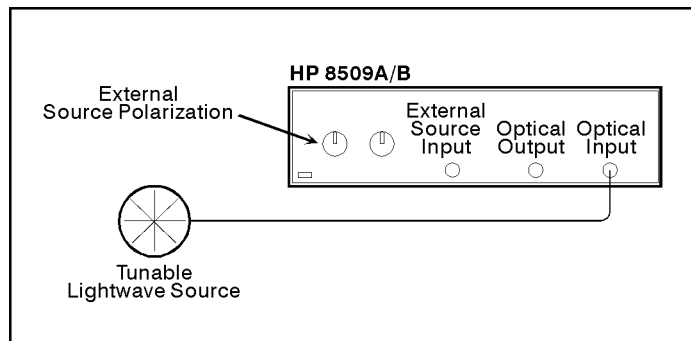 HP 8509A/B
External
Source Polarization
External
Source
Input
Optical
Output
Optical
Input
Tunable
Lightwave Source